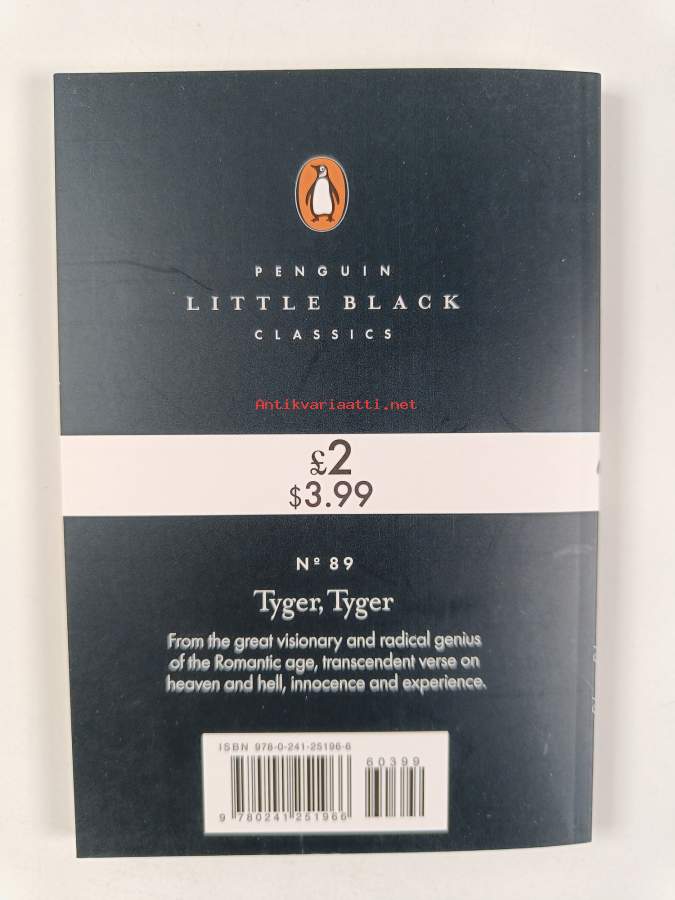 PENGUIN
LITTLE BLACK
CLASSICS
Antikvariaatti.net
£2
$3.99
Nº 89
Tyger, Tyger
From the great visionary and radical genius
of the Romantic age, transcendent verse on
heaven and hell, innocence and experience.
ISBN 978-0-241-25196-6
60399
9 780241 251966